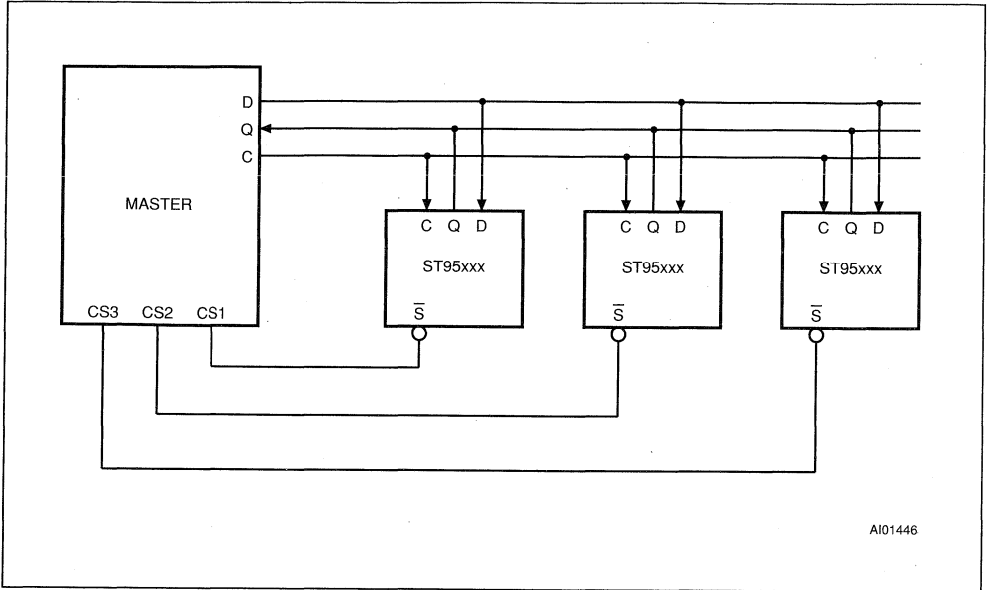 D
Q
C
MASTER
CS3 CS2 CS1
C Q D
ST95xxx
S̅
C Q D
ST95xxx
S̅
C Q D
ST95xxx
S̅
AI01446